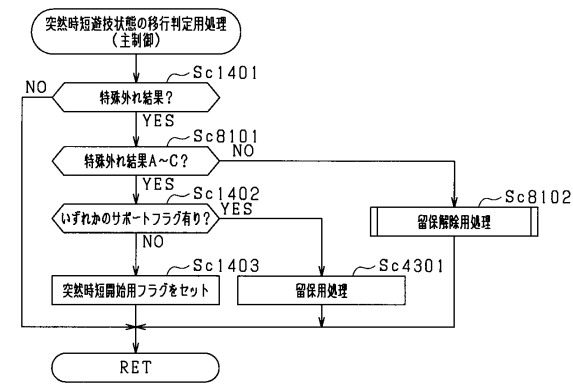 突然時短遊技状態の移行判定用処理
(主制御)
Sc1401
NO
特殊外れ結果？
YES
Sc8101
特殊外れ結果A～C？
NO
YES
Sc1402
いずれかのサポートフラグ有り？
YES
Sc8102
留保解除用処理
NO
Sc1403
突然時短開始用フラグをセット
Sc4301
留保用処理
RET